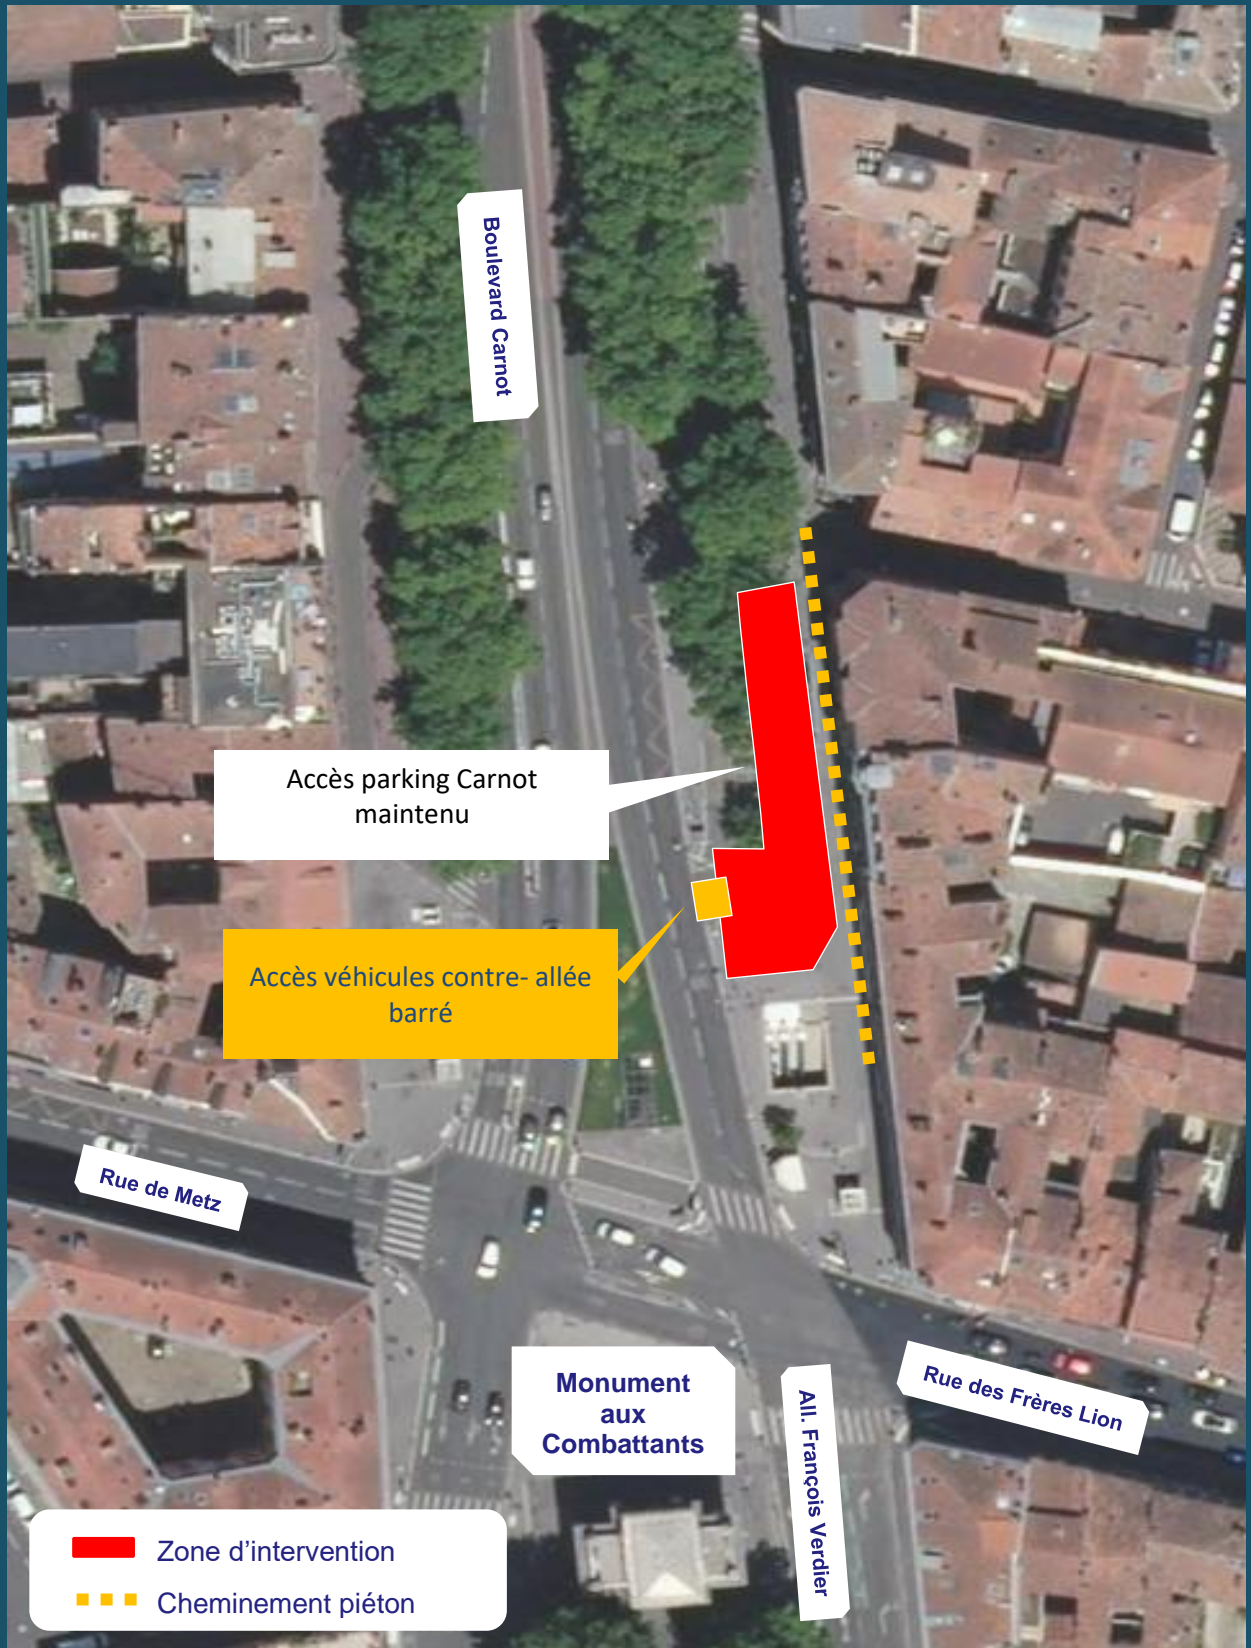 Boulevard Carnot
Accès parking Carnot
maintenu
Accès véhicules contre- allée
barré
Rue de Metz
Monument
aux
Combattants
All. François Verdier
Rue des Frères Lion
Zone d’intervention
Cheminement piéton